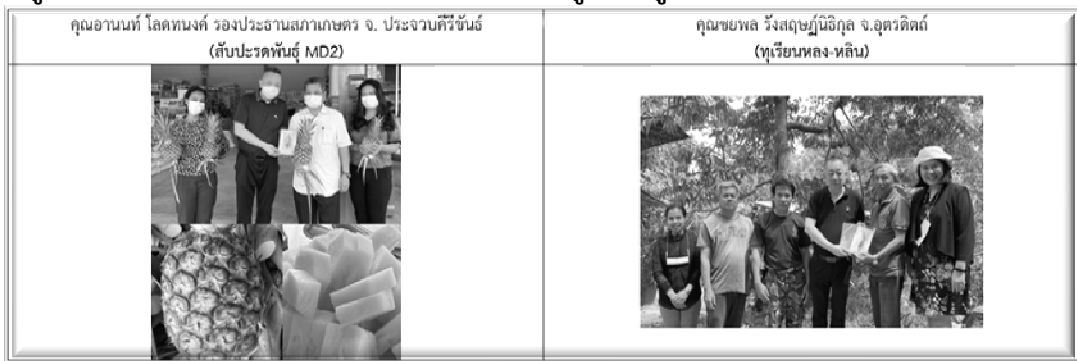 คุณอานนท์ โลดทนงค์ รองประธานสภาเกษตร จ. ประจวบคีรีขันธ์
(สับปะรดพันธุ์ MD2)
คุณชยพล รังสฤษฎ์นิธิกุล จ.อุตรดิตถ์
(ทุเรียนหลง-หลิน)